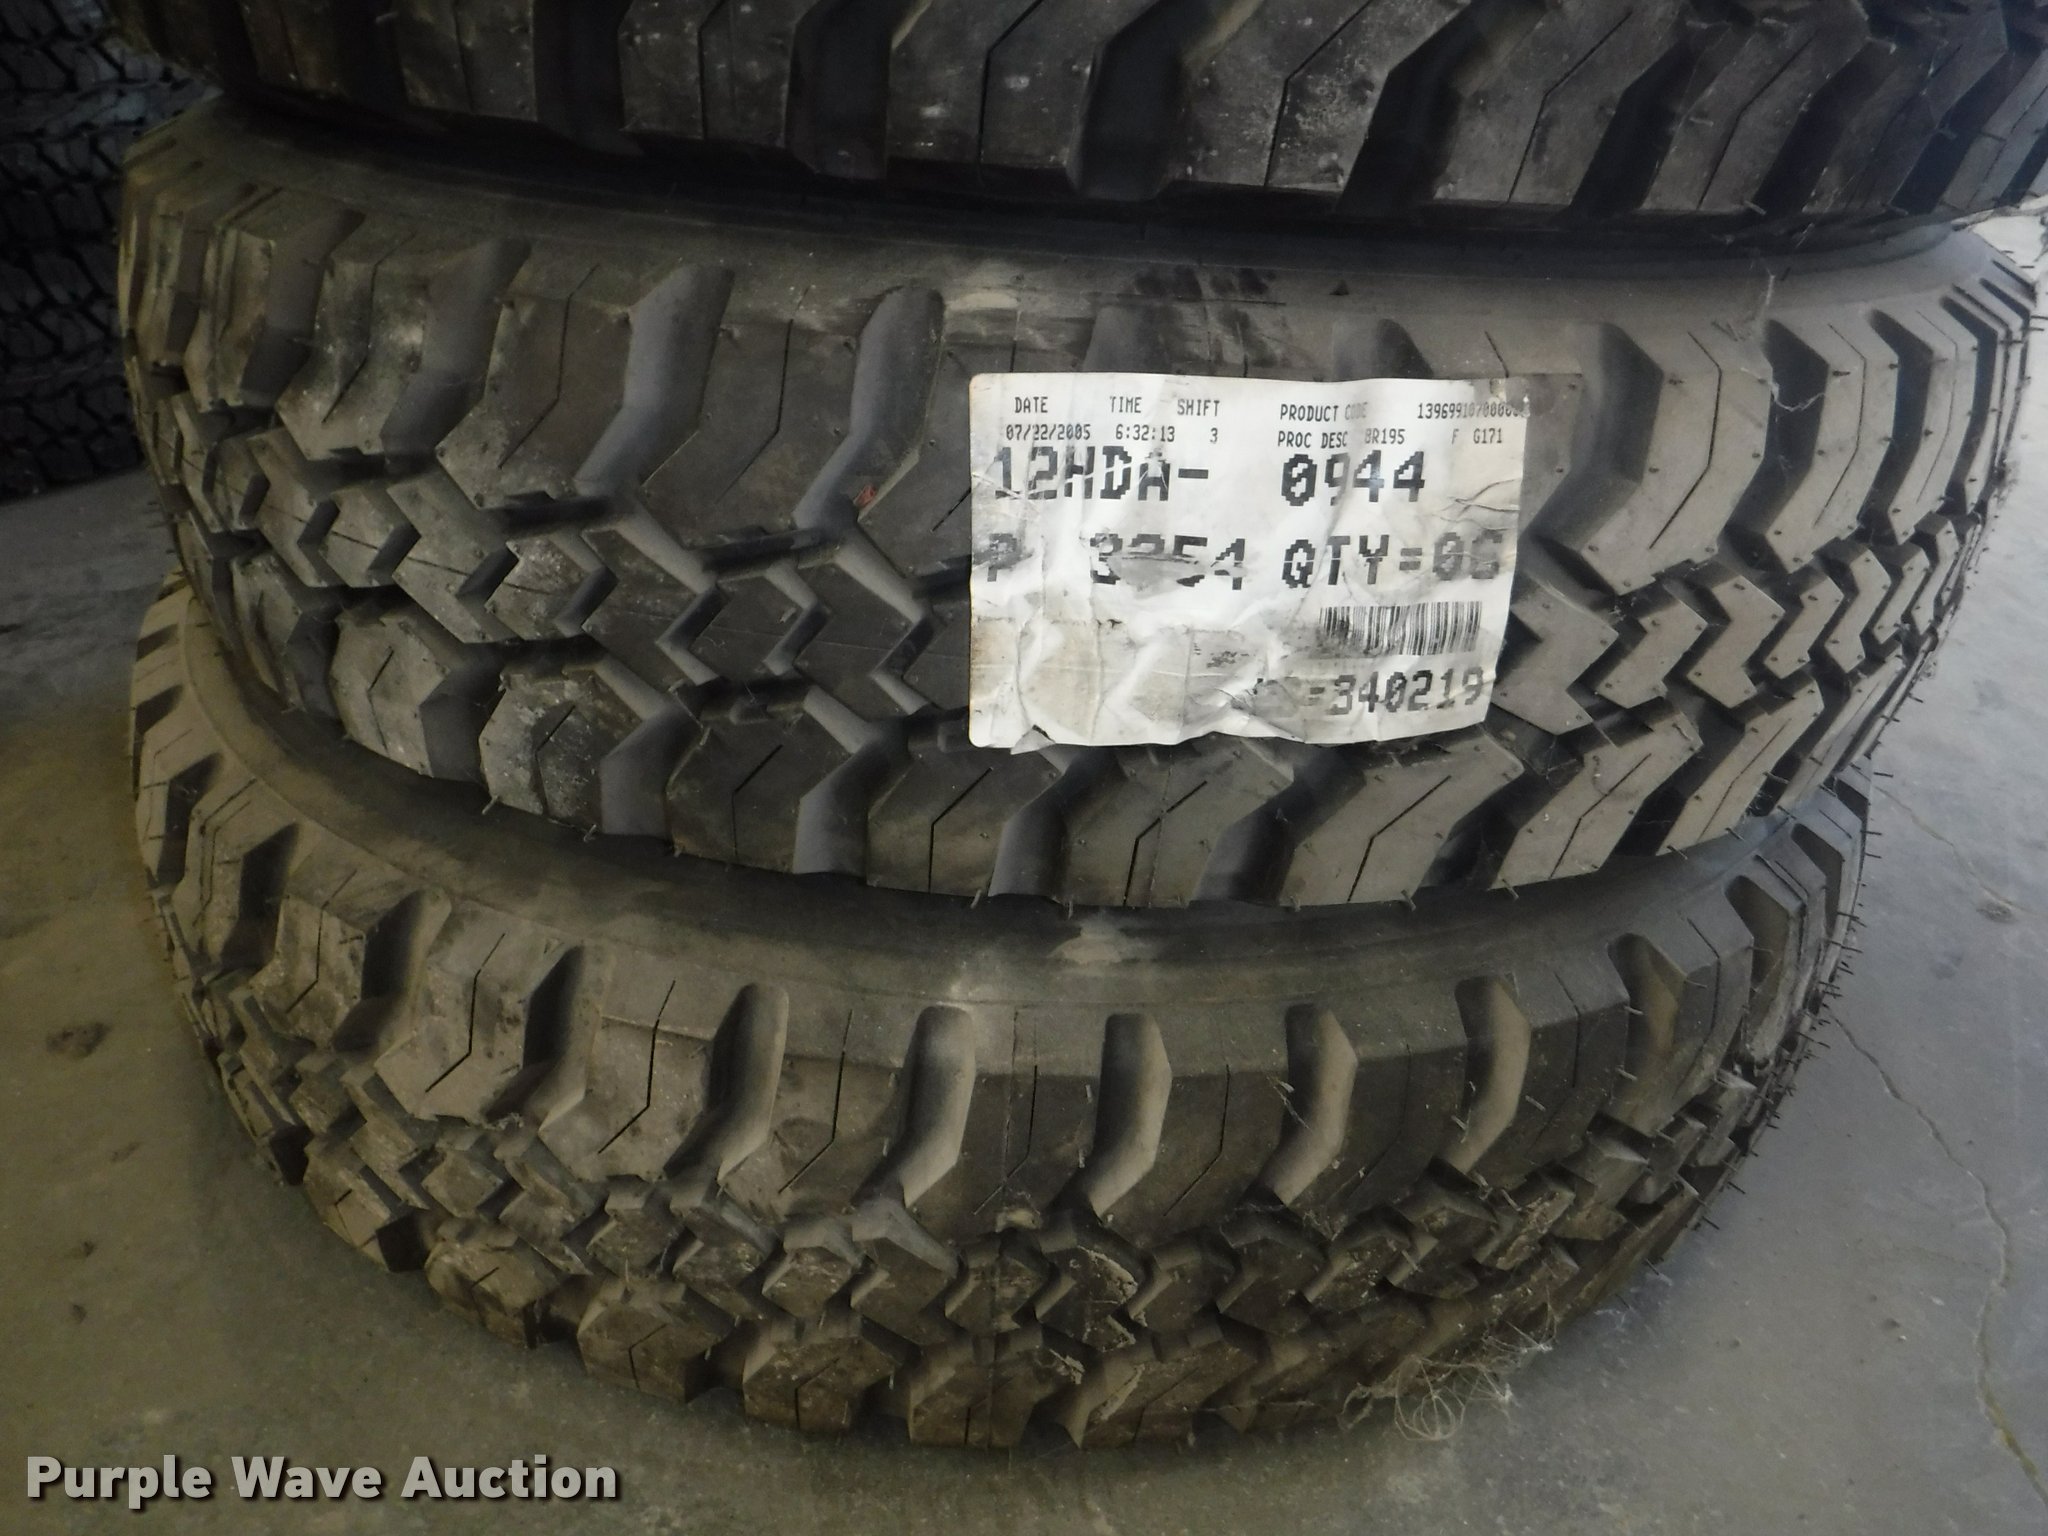 DATE TIME SHIFT PRODUCT CODE
07/22/2005 6:32:13 3 PROC DESC BR195 F G171
12HDA- 0944
QTY=06
Purple Wave Auction